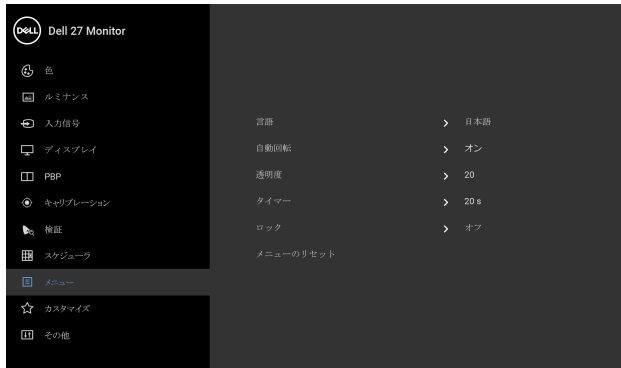 DELL Dell 27 Monitor
色
ルミナンス
入力信号
ディスプレイ
PBP
キャリブレーション
検証
スケジューラ
メニュー
カスタマイズ
その他
言語 日本語
自動回転 オン
透明度 20
タイマー 20 s
ロック オフ
メニューのリセット